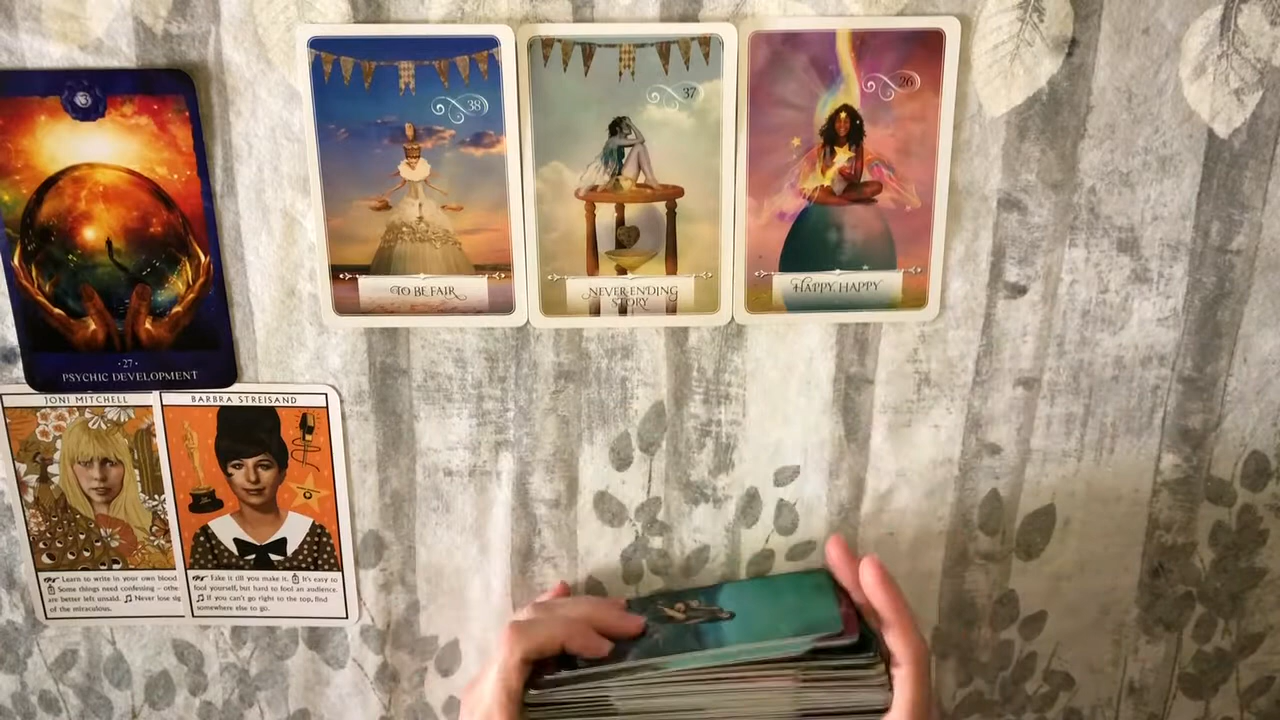 38
TO BE FAIR
37
NEVER ENDING
STORY
26
HAPPY, HAPPY
3
·27·
PSYCHIC DEVELOPMENT
JONI MITCHELL
Learn to write in your own blood
Some things need confessing – othe
are better left unsaid. Never lose sig
of the miraculous.
BARBRA STREISAND
Fake it till you make it. It's easy to
fool yourself, but hard to fool an audience.
If you can't go right to the top, find
somewhere else to go.